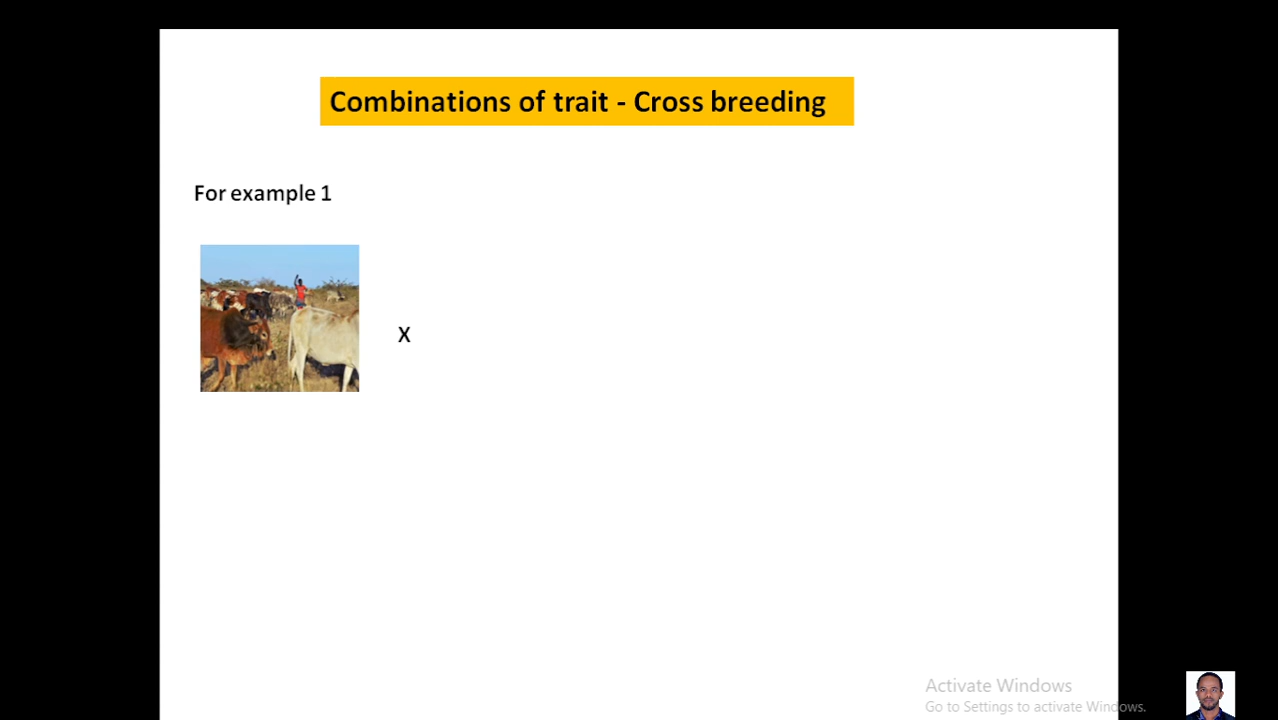 Combinations of trait - Cross breeding
For example 1
X
Activate Windows
Go to Settings to activate Windows.